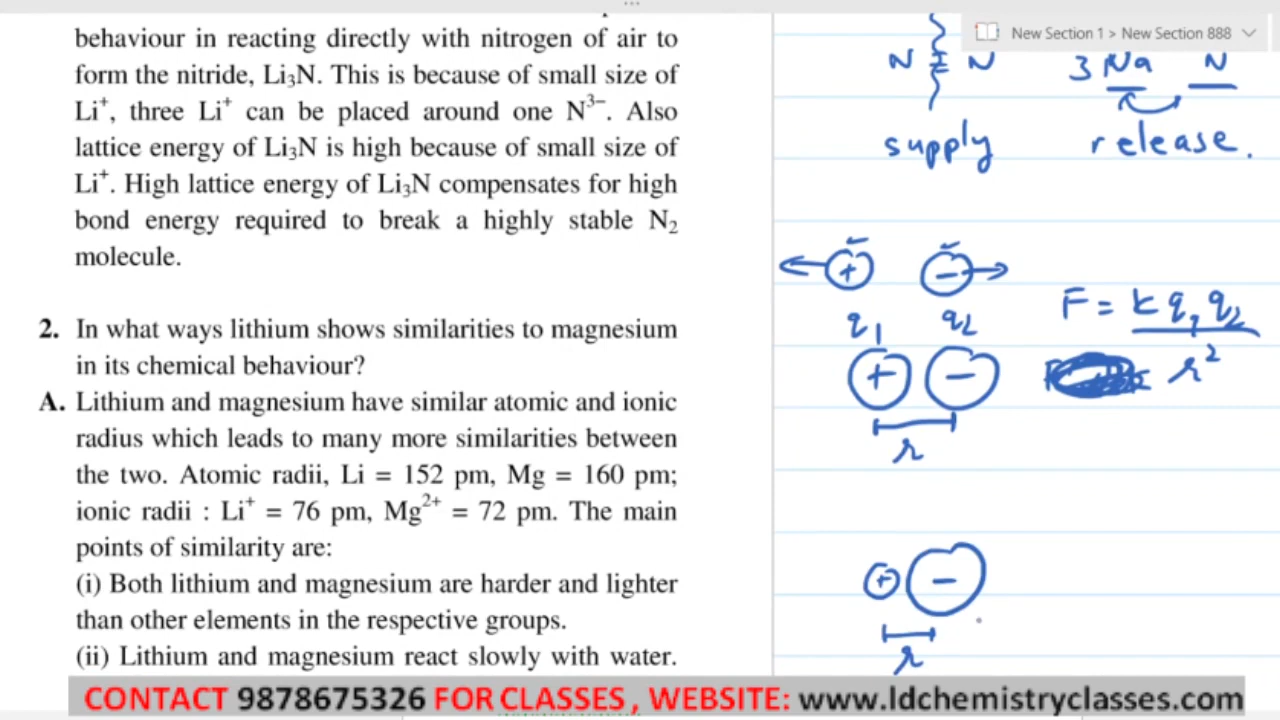 behaviour in reacting directly with nitrogen of air to
form the nitride, Li₃N. This is because of small size of
Li⁺, three Li⁺ can be placed around one N³⁻. Also
lattice energy of Li₃N is high because of small size of
Li⁺. High lattice energy of Li₃N compensates for high
bond energy required to break a highly stable N₂
molecule.
2. In what ways lithium shows similarities to magnesium
in its chemical behaviour?
A. Lithium and magnesium have similar atomic and ionic
radius which leads to many more similarities between
the two. Atomic radii, Li = 152 pm, Mg = 160 pm;
ionic radii : Li⁺ = 76 pm, Mg²⁺ = 72 pm. The main
points of similarity are:
(i) Both lithium and magnesium are harder and lighter
than other elements in the respective groups.
(ii) Lithium and magnesium react slowly with water.
New Section 1 > New Section 888
N ≡ N 3 Na N
supply release.
+ −
q₁ q₂ F = k q₁ q₂
+ − r²
r
+ −
r
CONTACT 9878675326 FOR CLASSES , WEBSITE: www.ldchemistryclasses.com